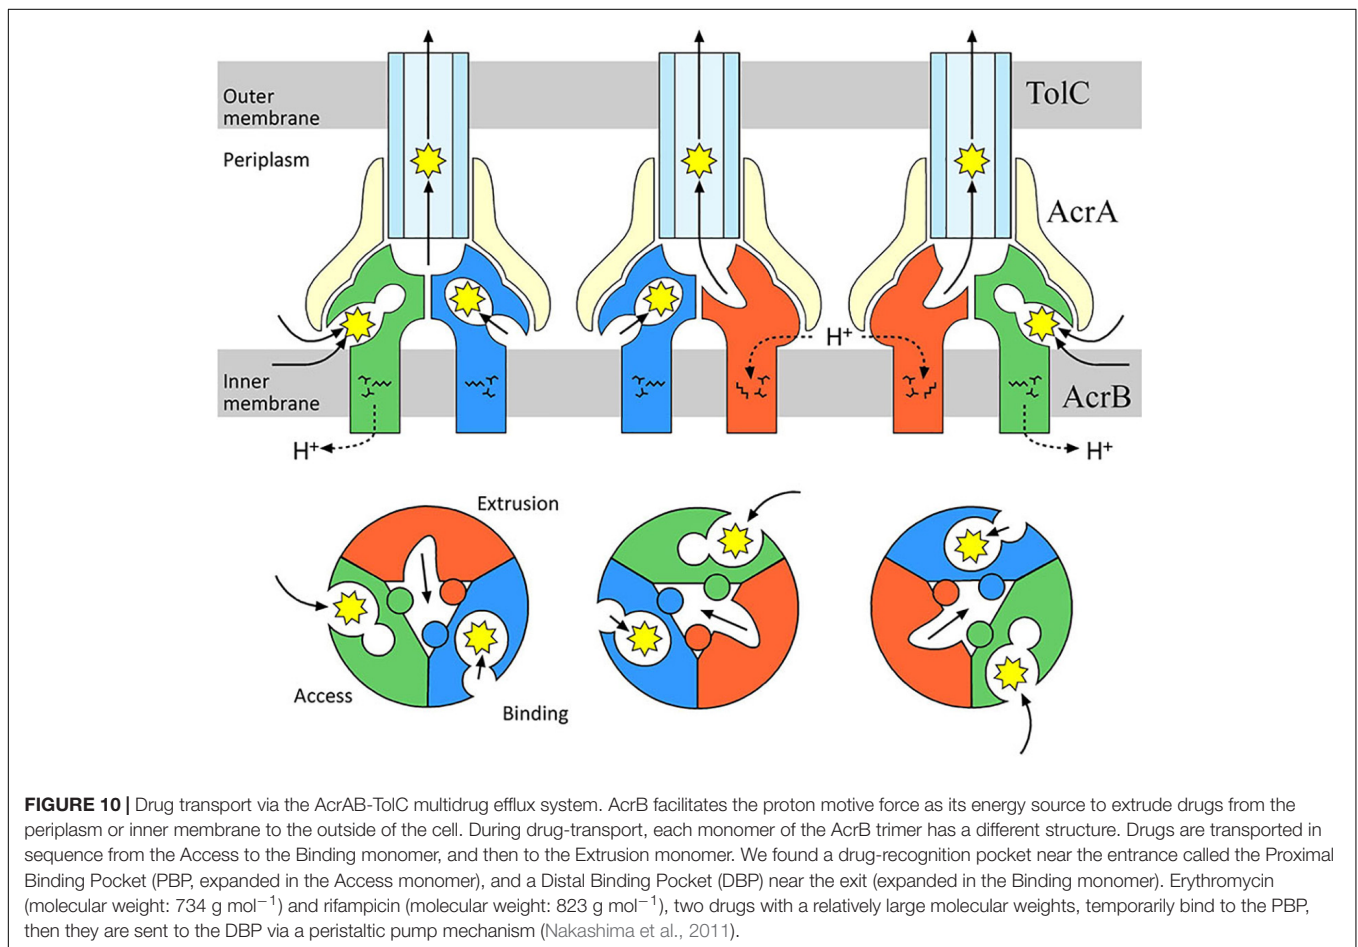 Outer
membrane
TolC
Periplasm
AcrA
H+
Inner
membrane
AcrB
H+
H+
Extrusion
Access
Binding
FIGURE 10 | Drug transport via the AcrAB-TolC multidrug efflux system. AcrB facilitates the proton motive force as its energy source to extrude drugs from the
periplasm or inner membrane to the outside of the cell. During drug-transport, each monomer of the AcrB trimer has a different structure. Drugs are transported in
sequence from the Access to the Binding monomer, and then to the Extrusion monomer. We found a drug-recognition pocket near the entrance called the Proximal
Binding Pocket (PBP, expanded in the Access monomer), and a Distal Binding Pocket (DBP) near the exit (expanded in the Binding monomer). Erythromycin
(molecular weight: 734 g mol−1) and rifampicin (molecular weight: 823 g mol−1), two drugs with a relatively large molecular weights, temporarily bind to the PBP,
then they are sent to the DBP via a peristaltic pump mechanism (Nakashima et al., 2011).